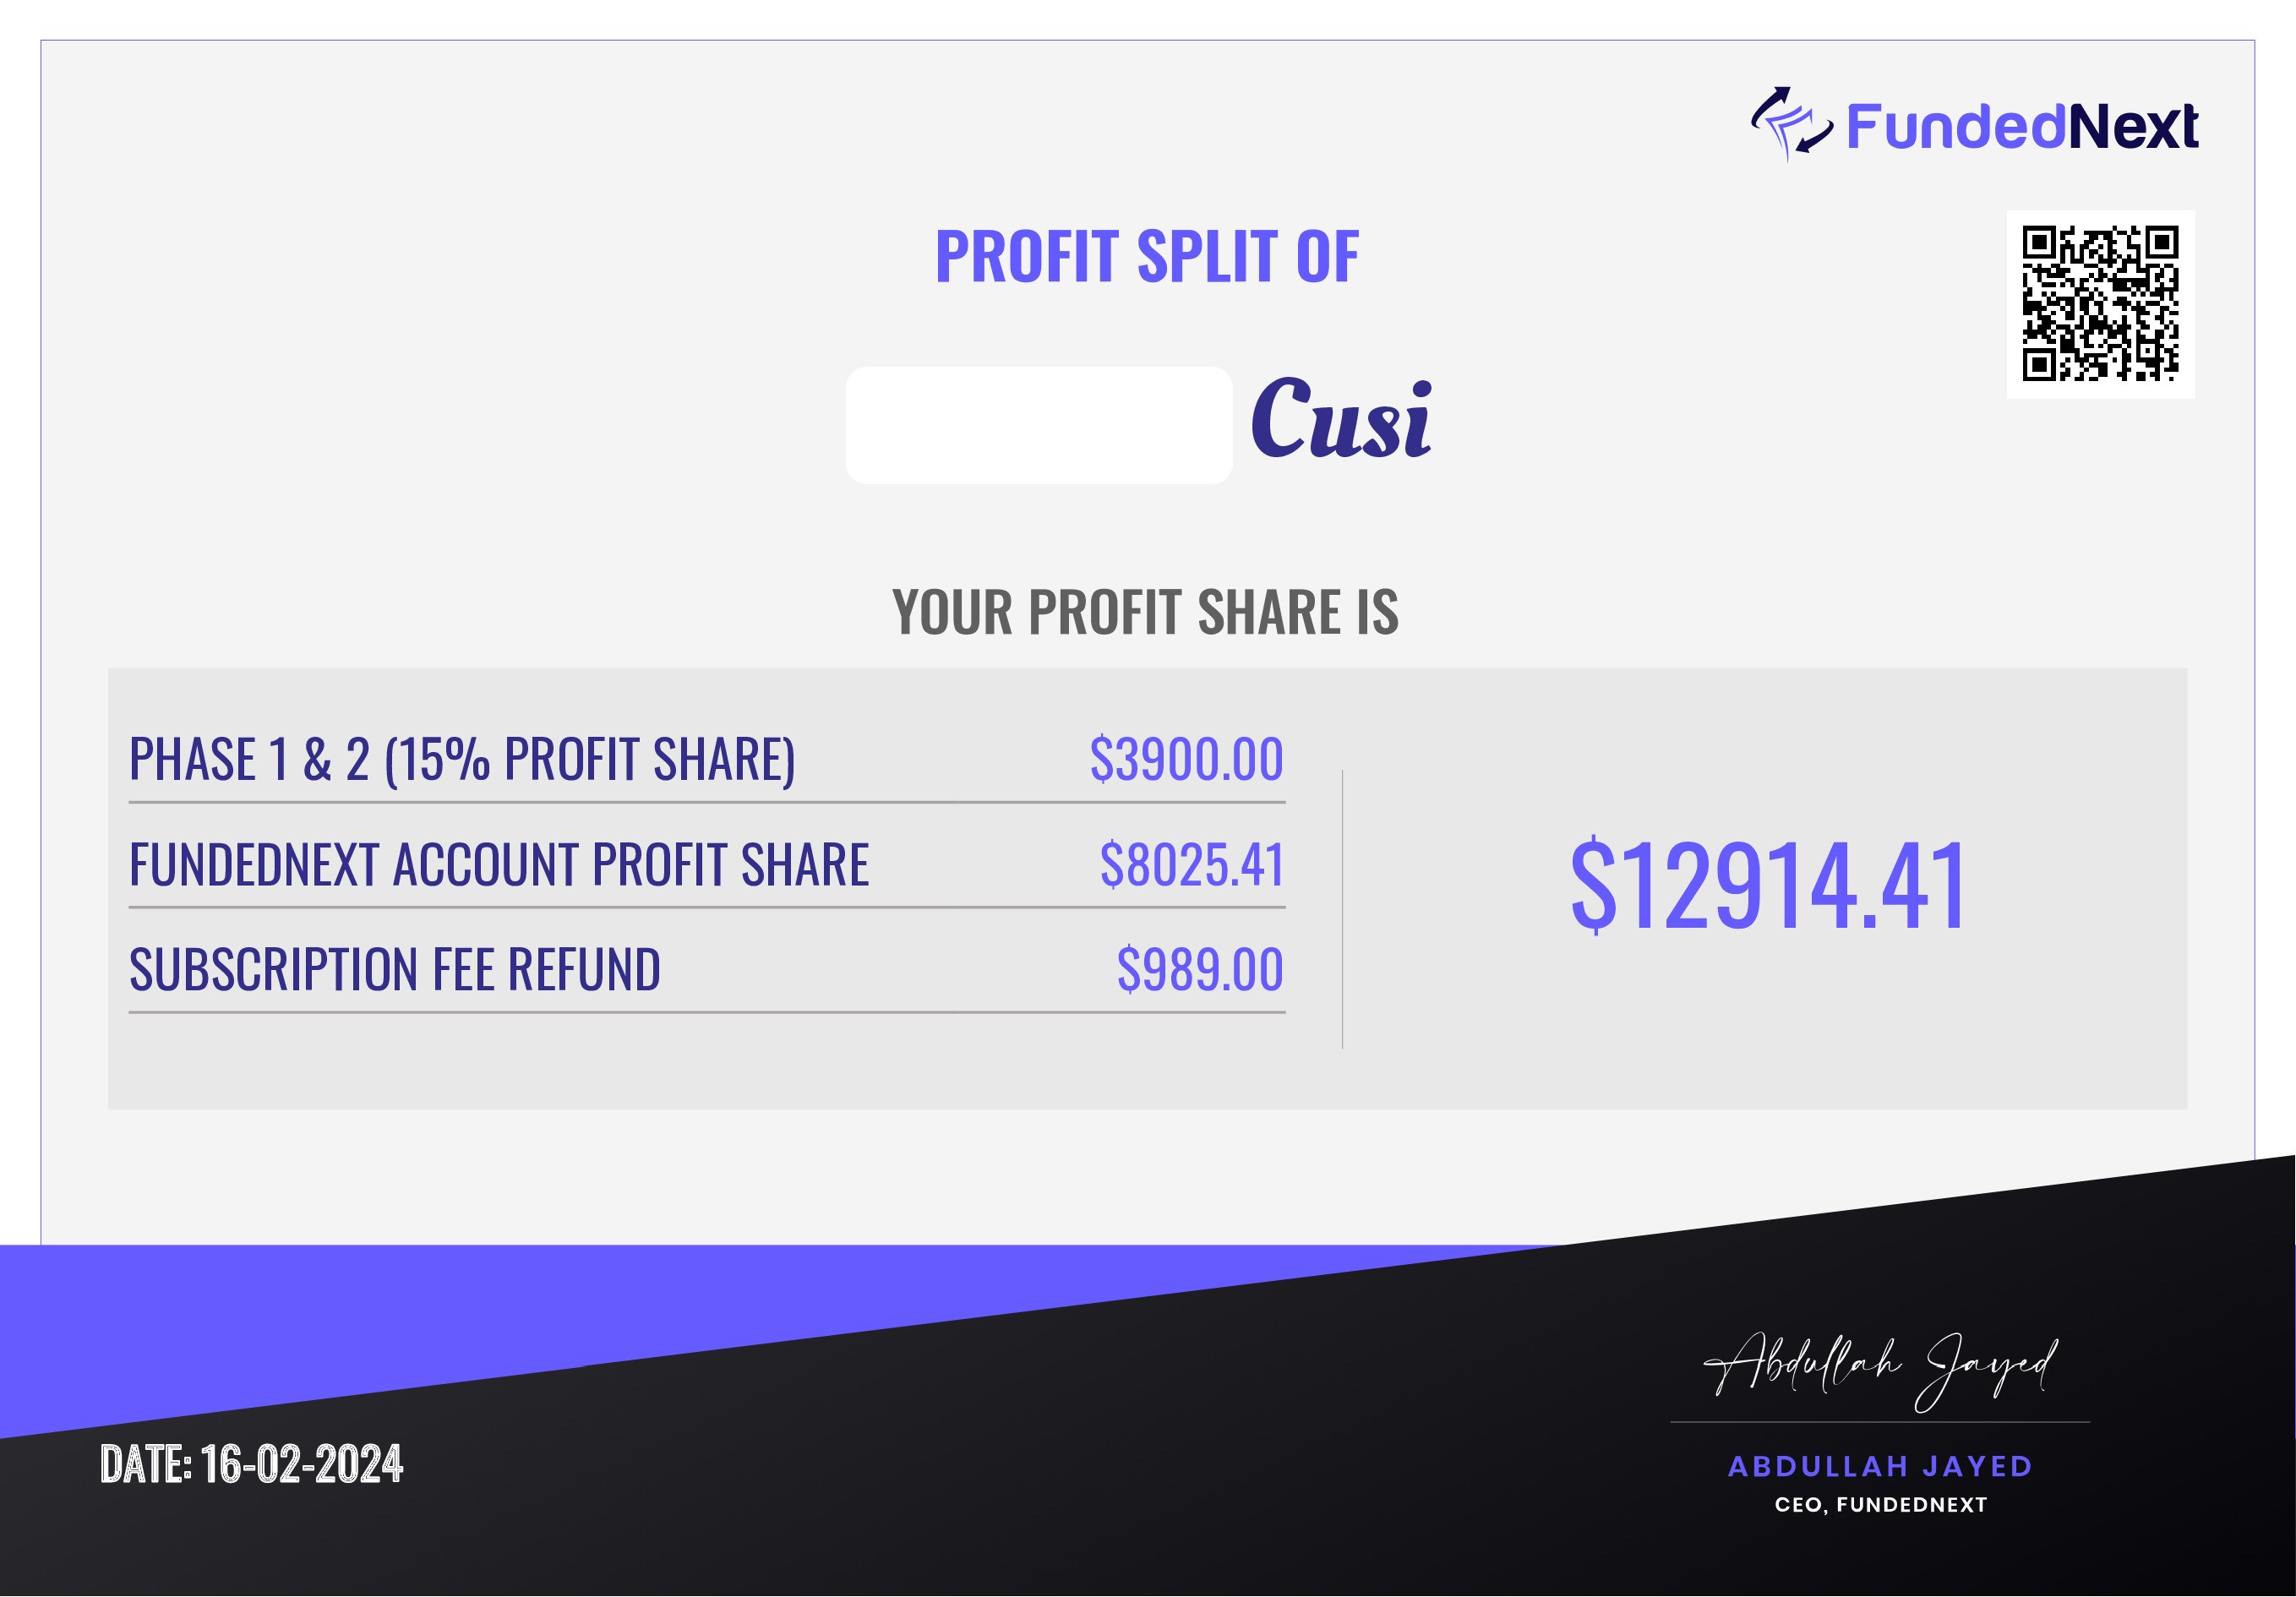 FundedNext
PROFIT SPLIT OF
Cusi
YOUR PROFIT SHARE IS
PHASE 1 & 2 (15% PROFIT SHARE) $3900.00
FUNDEDNEXT ACCOUNT PROFIT SHARE $8025.41
SUBSCRIPTION FEE REFUND $989.00
$12914.41
Abdullah Jayed
ABDULLAH JAYED
CEO, FUNDEDNEXT
DATE: 16-02-2024